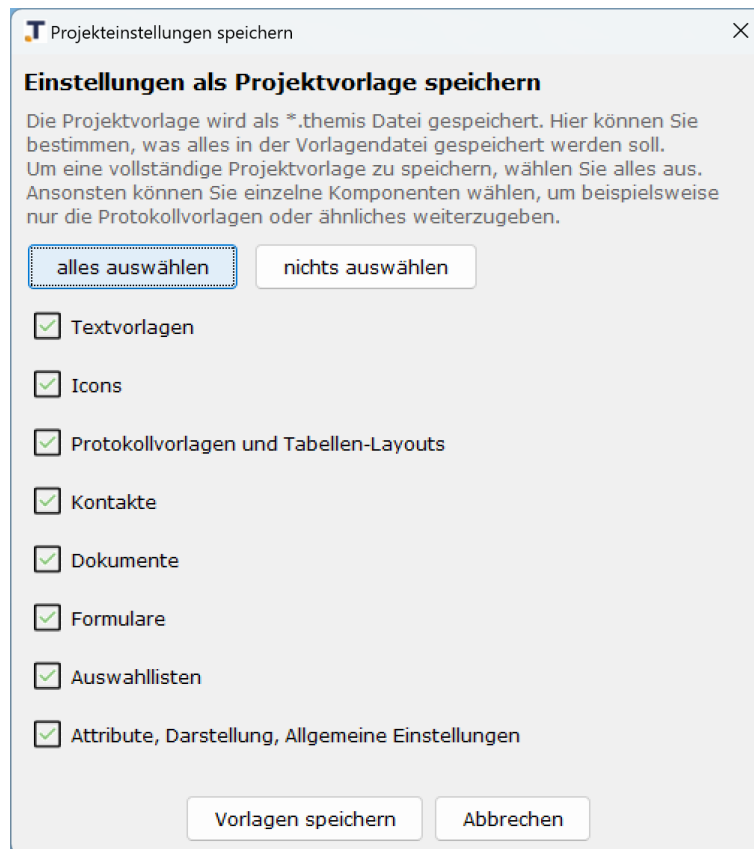 Projekteinstellungen speichern
Einstellungen als Projektvorlage speichern
Die Projektvorlage wird als *.themis Datei gespeichert. Hier können Sie
bestimmen, was alles in der Vorlagendatei gespeichert werden soll.
Um eine vollständige Projektvorlage zu speichern, wählen Sie alles aus.
Ansonsten können Sie einzelne Komponenten wählen, um beispielsweise
nur die Protokollvorlagen oder ähnliches weiterzugeben.
alles auswählen nichts auswählen
Textvorlagen
Icons
Protokollvorlagen und Tabellen-Layouts
Kontakte
Dokumente
Formulare
Auswahllisten
Attribute, Darstellung, Allgemeine Einstellungen
Vorlagen speichern Abbrechen